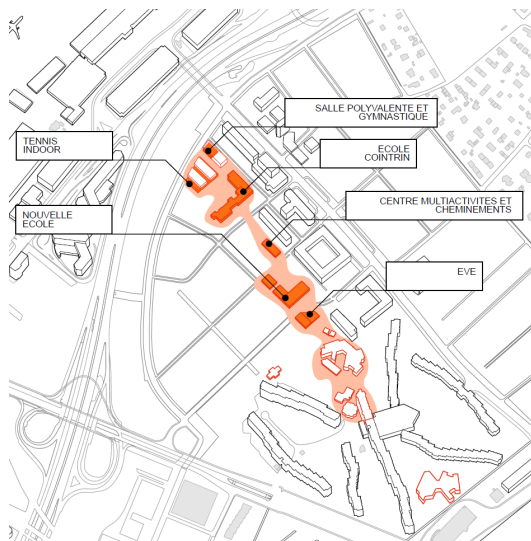 SALLE POLYVALENTE ET
GYMNASTIQUE
TENNIS
INDOOR
ECOLE
COINTRIN
CENTRE MULTIACTIVITES ET
CHEMINEMENTS
NOUVELLE
ECOLE
EVE